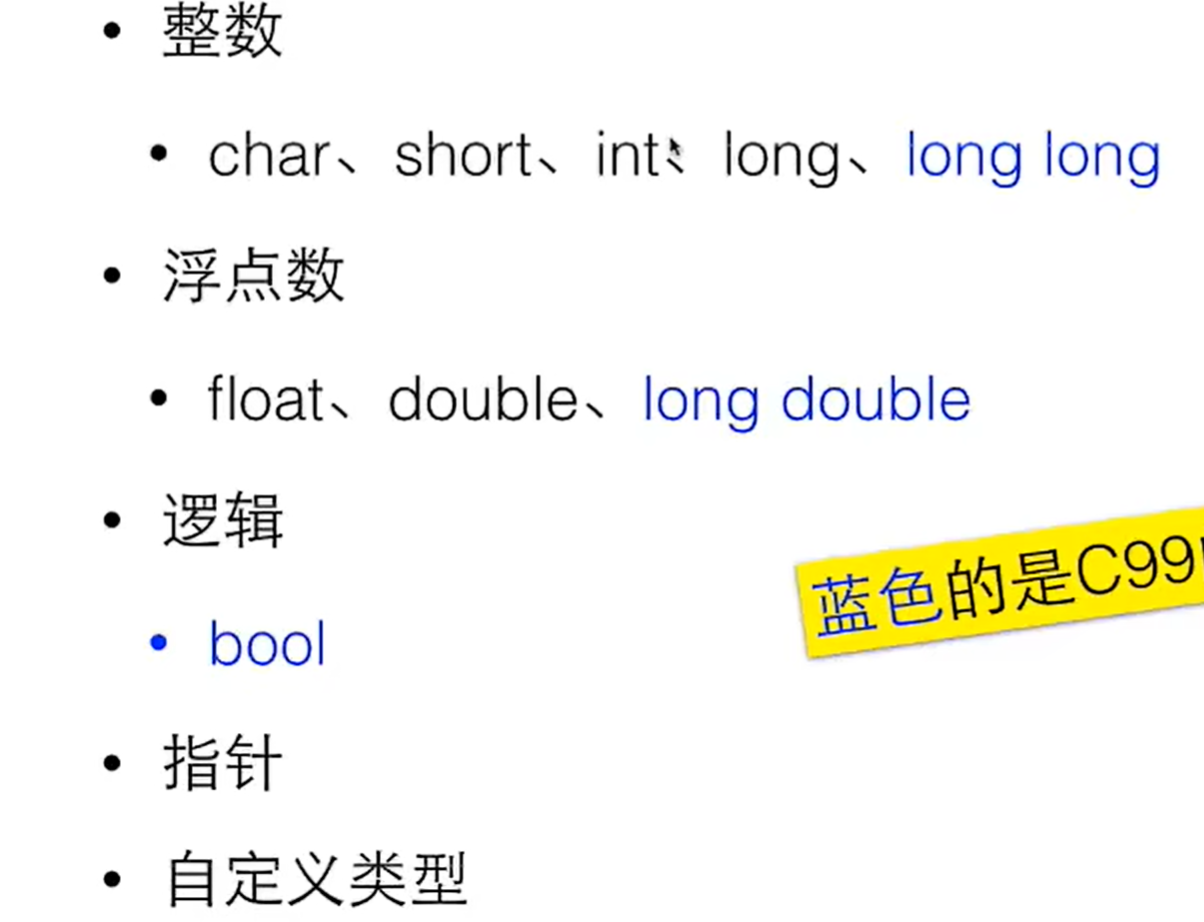 整数
char、short、int、long、long long
浮点数
float、double、long double
逻辑
蓝色的是C99
bool
指针
自定义类型